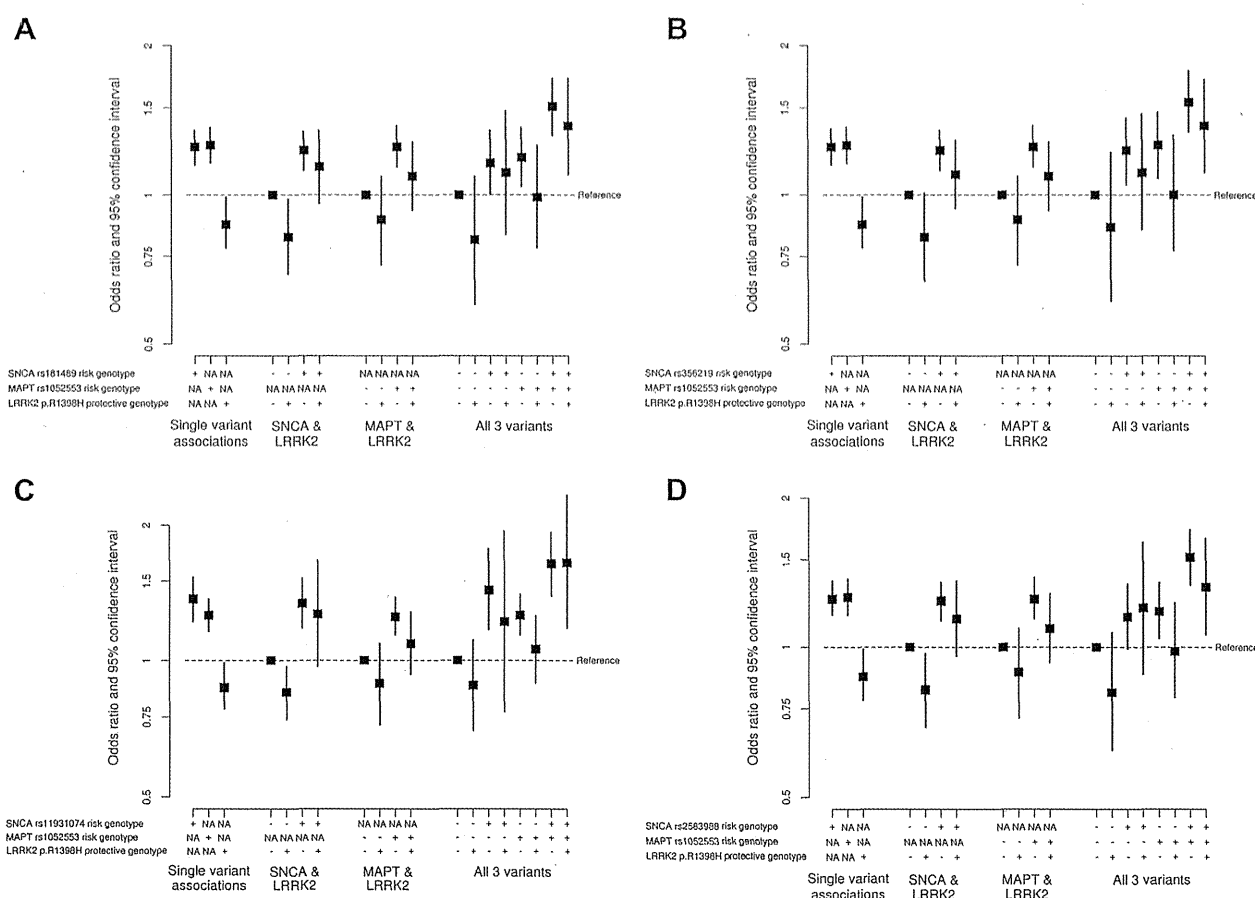 A
Odds ratio and 95% confidence interval
2
1.5
1
0.75
0.5
Reference
SNCA rs181489 risk genotype + NA NA - - + + NA NA NA NA - - + + - - + +
MAPT rs1052553 risk genotype NA + NA NA NA NA NA - - + + - - - - + + + +
LRRK2 p.R1398H protective genotype NA NA + - + - + - + - + - + - + - + - +
Single variant associations
SNCA & LRRK2
MAPT & LRRK2
All 3 variants
B
Odds ratio and 95% confidence interval
2
1.5
1
0.75
0.5
Reference
SNCA rs356219 risk genotype + NA NA - - + + NA NA NA NA - - + + - - + +
MAPT rs1052553 risk genotype NA + NA NA NA NA NA - - + + - - - - + + + +
LRRK2 p.R1398H protective genotype NA NA + - + - + - + - + - + - + - + - +
Single variant associations
SNCA & LRRK2
MAPT & LRRK2
All 3 variants
C
Odds ratio and 95% confidence interval
2
1.5
1
0.75
0.5
Reference
SNCA rs11931074 risk genotype + NA NA - - + + NA NA NA NA - - + + - - + +
MAPT rs1052553 risk genotype NA + NA NA NA NA NA - - + + - - - - + + + +
LRRK2 p.R1398H protective genotype NA NA + - + - + - + - + - + - + - + - +
Single variant associations
SNCA & LRRK2
MAPT & LRRK2
All 3 variants
D
Odds ratio and 95% confidence interval
2
1.5
1
0.75
0.5
Reference
SNCA rs2583988 risk genotype + NA NA - - + + NA NA NA NA - - + + - - + +
MAPT rs1052553 risk genotype NA + NA NA NA NA NA - - + + - - - - + + + +
LRRK2 p.R1398H protective genotype NA NA + - + - + - + - + - + - + - + - +
Single variant associations
SNCA & LRRK2
MAPT & LRRK2
All 3 variants